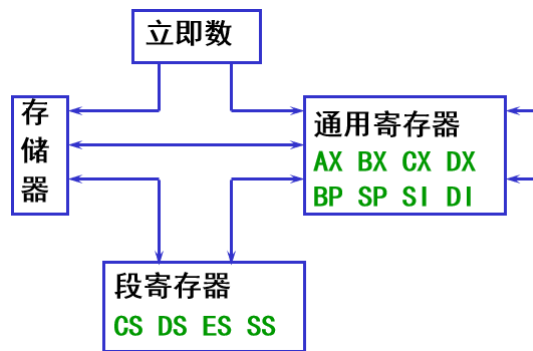 立即数
存
储
器
通用寄存器
AX BX CX DX
BP SP SI DI
段寄存器
CS DS ES SS